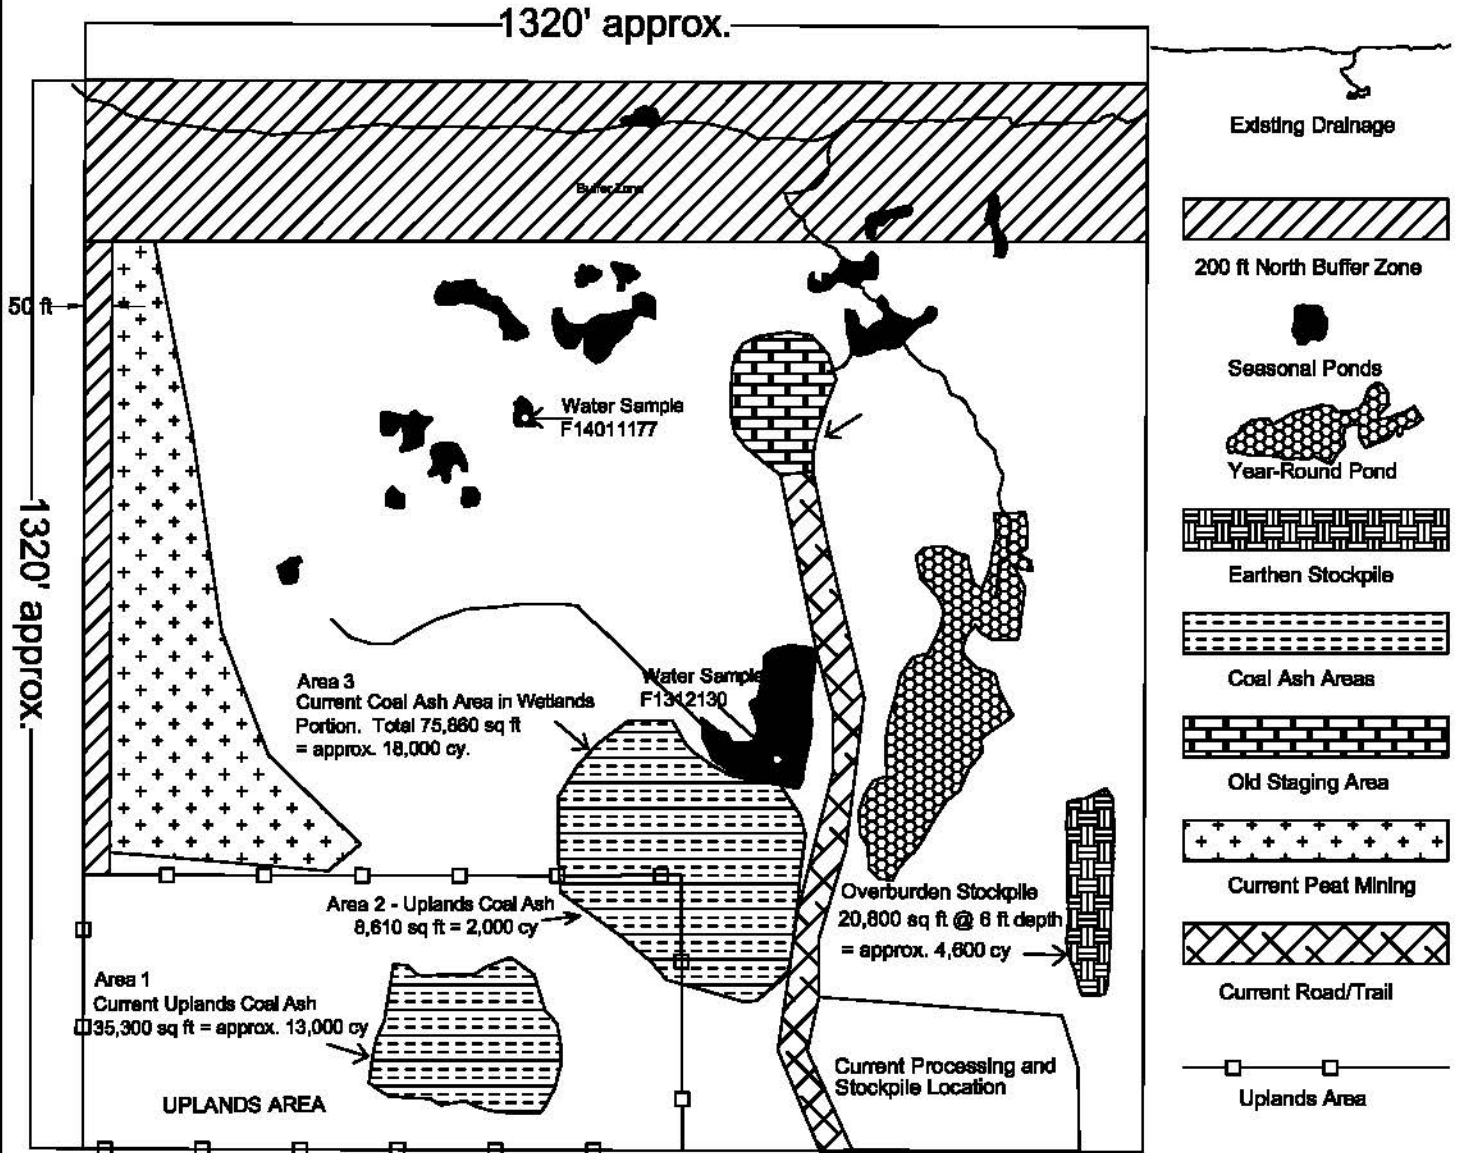 1320' approx.
Existing Drainage
Buffer Zone
200 ft North Buffer Zone
50 ft
Seasonal Ponds
Water Sample
F14011177
Year-Round Pond
1320' approx.
Earthen Stockpile
Area 3
Current Coal Ash Area in Wetlands
Portion. Total 75,860 sq ft
= approx. 18,000 cy.
Water Sample
F1312130
Coal Ash Areas
Old Staging Area
Current Peat Mining
Area 2 - Uplands Coal Ash
8,610 sq ft = 2,000 cy
Overburden Stockpile
20,800 sq ft @ 6 ft depth
= approx. 4,600 cy
Area 1
Current Uplands Coal Ash
35,300 sq ft = approx. 13,000 cy
Current Road/Trail
Current Processing and
Stockpile Location
UPLANDS AREA
Uplands Area